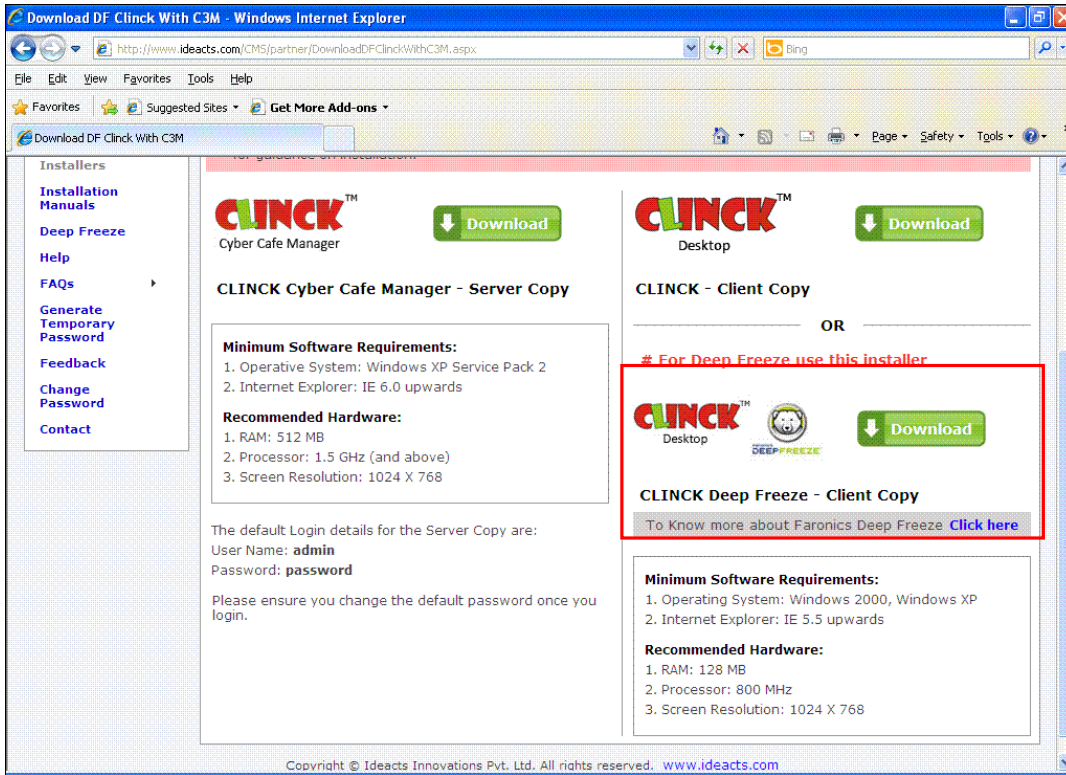 Download DF Clinck With C3M - Windows Internet Explorer
http://www.ideacts.com/CMS/partner/DownloadDFClinckWithC3M.aspx
Bing
File Edit View Favorites Tools Help
Favorites Suggested Sites Get More Add-ons
Download DF Clinck With C3M
Page Safety Tools
Installers
Installation
Manuals
Deep Freeze
Help
FAQs
Generate
Temporary
Password
Feedback
Change
Password
Contact
for guidance on installation.
CLINCK™
Cyber Cafe Manager
Download
CLINCK Cyber Cafe Manager - Server Copy
Minimum Software Requirements:
1. Operative System: Windows XP Service Pack 2
2. Internet Explorer: IE 6.0 upwards
Recommended Hardware:
1. RAM: 512 MB
2. Processor: 1.5 GHz (and above)
3. Screen Resolution: 1024 X 768
The default Login details for the Server Copy are:
User Name: admin
Password: password
Please ensure you change the default password once you
login.
CLINCK™
Desktop
Download
CLINCK - Client Copy
OR
# For Deep Freeze use this installer
CLINCK™
Desktop
DEEPFREEZE
Download
CLINCK Deep Freeze - Client Copy
To Know more about Faronics Deep Freeze Click here
Minimum Software Requirements:
1. Operating System: Windows 2000, Windows XP
2. Internet Explorer: IE 5.5 upwards
Recommended Hardware:
1. RAM: 128 MB
2. Processor: 800 MHz
3. Screen Resolution: 1024 X 768
Copyright © Ideacts Innovations Pvt. Ltd. All rights reserved. www.ideacts.com